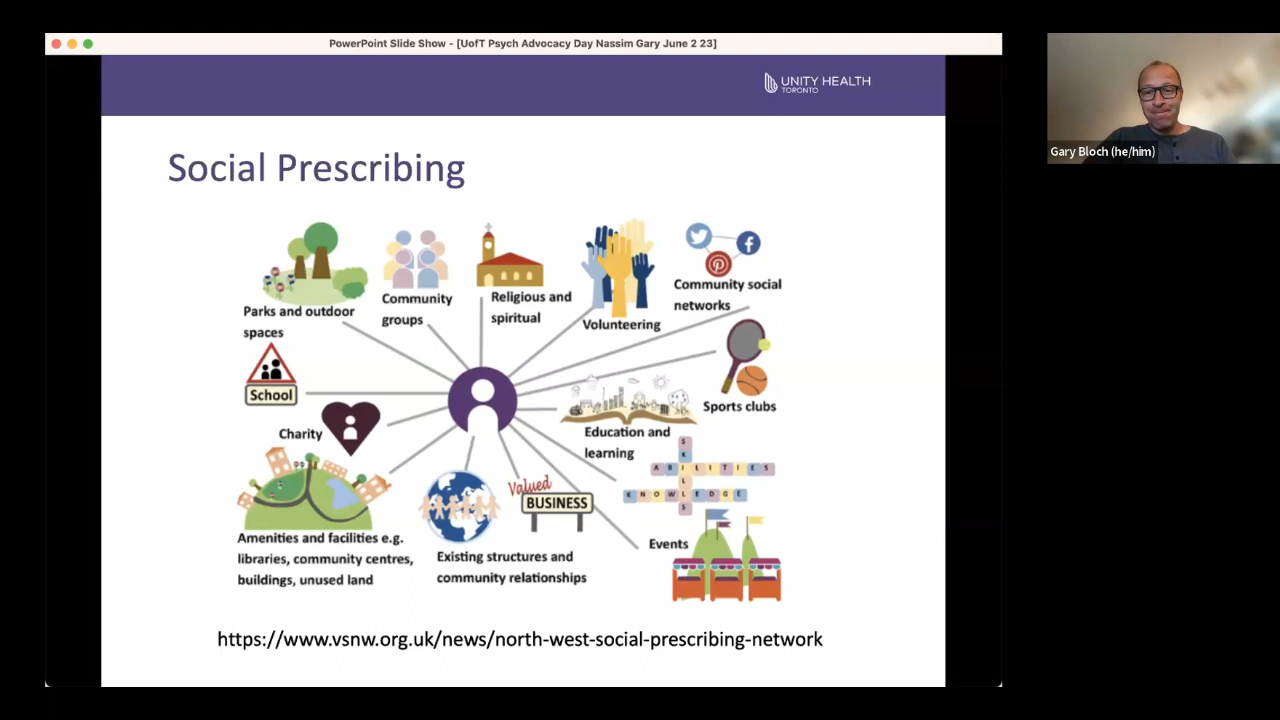 PowerPoint Slide Show - [UofT Psych Advocacy Day Nassim Gary June 2 23]
UNITY HEALTH
TORONTO
Gary Bloch (he/him)
Social Prescribing
Parks and outdoor
spaces
Community
groups
Religious and
spiritual
Volunteering
Community social
networks
School
Charity
Sports clubs
Education and
learning
SKILLS
ABILITIES
KNOWLEDGE
Amenities and facilities e.g.
libraries, community centres,
buildings, unused land
Valued
BUSINESS
Existing structures and
community relationships
Events
https://www.vsnw.org.uk/news/north-west-social-prescribing-network